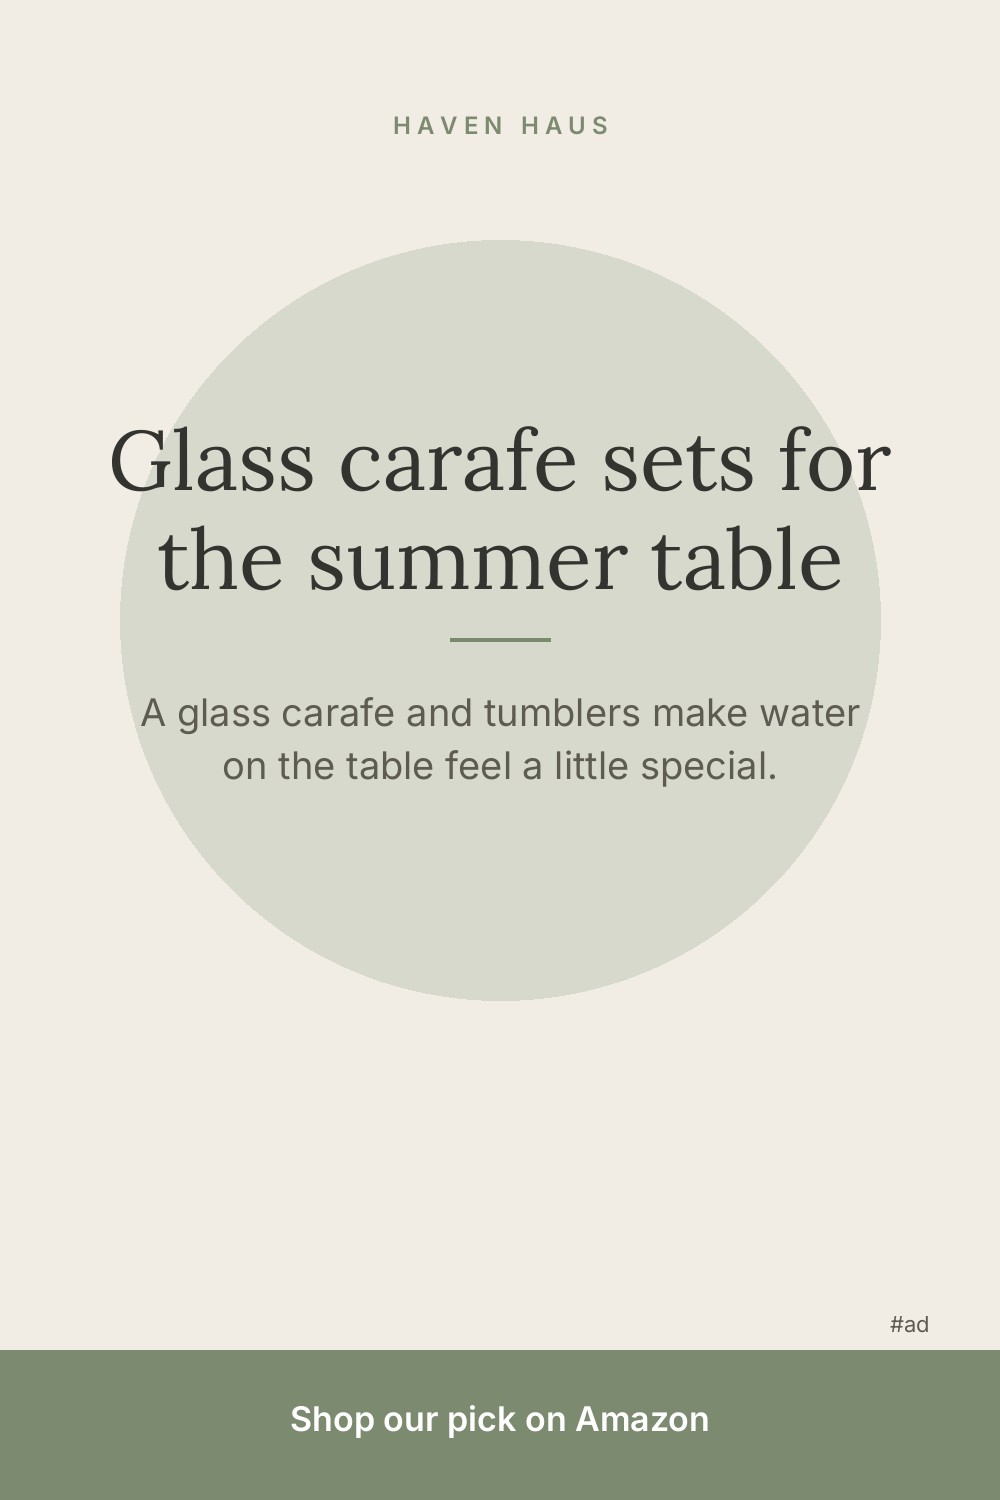 HAVEN HAUS
Glass carafe sets for
the summer table
A glass carafe and tumblers make water
on the table feel a little special.
#ad
Shop our pick on Amazon